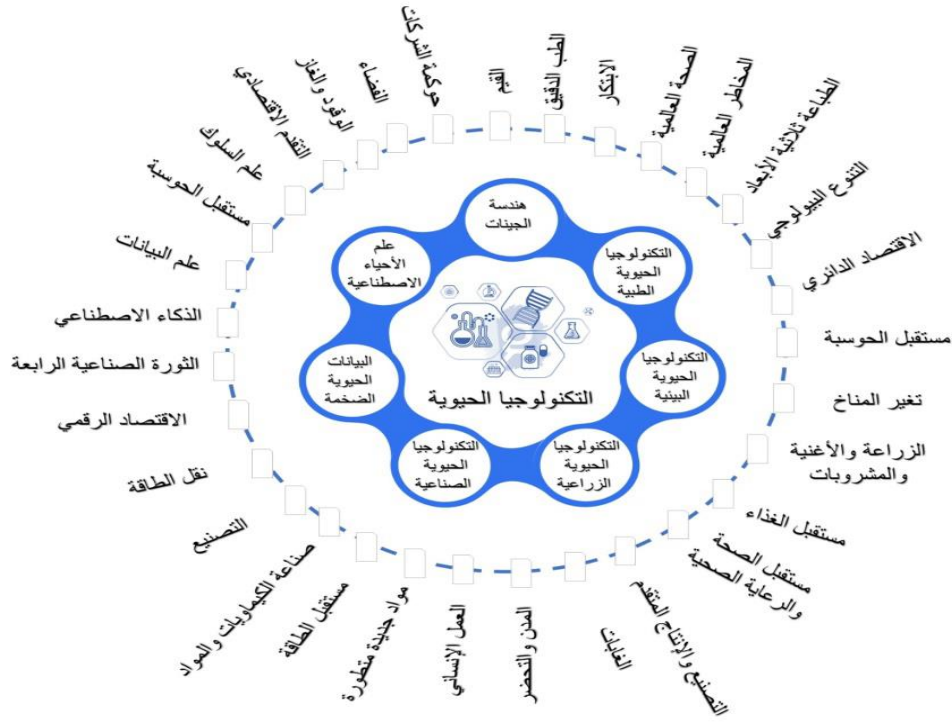 القيم
الطب الدقيق
الابتكار
الصحة العالمية
المخاطر العالمية
الطباعة ثلاثية الأبعاد
التنوع البيولوجي
الاقتصاد الدائري
مستقبل الحوسبة
تغير المناخ
الزراعة والأغنية
والمشروبات
مستقبل الغذاء
مستقبل الصحة
والرعاية الصحية
التصنيع والإنتاج المتقدم
الغابات
المدن والتحضر
العمل الإنساني
مواد جديدة متطورة
مستقبل الطاقة
صناعة الكيماويات والمواد
التصنيع
نقل الطاقة
الاقتصاد الرقمي
الثورة الصناعية الرابعة
الذكاء الاصطناعي
علم البيانات
مستقبل الحوسبة
علم السلوك
التقدم الإقتصادي
الوقود والغاز
الفضاء
حوكمة الشركات
هندسة
الجينات
التكنولوجيا
الحيوية
الطبية
التكنولوجيا
الحيوية
البيئية
التكنولوجيا
الحيوية
الزراعية
التكنولوجيا
الحيوية
الصناعية
البيانات
الحيوية
الضخمة
علم
الأحياء
الاصطناعية
التكنولوجيا الحيوية